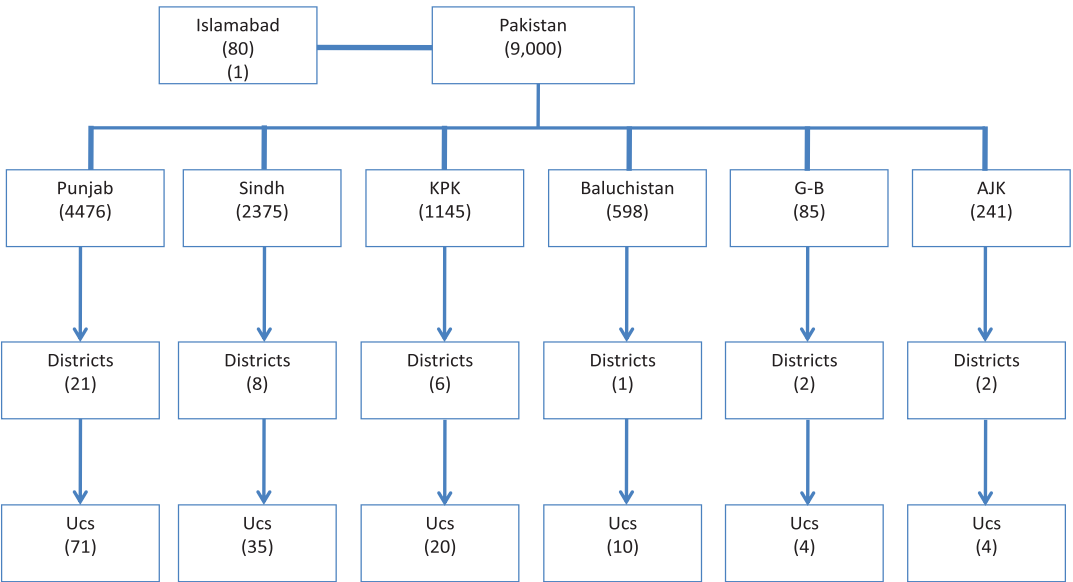 Islamabad
(80)
(1)
Pakistan
(9,000)
Punjab
(4476)
Sindh
(2375)
KPK
(1145)
Baluchistan
(598)
G-B
(85)
AJK
(241)
Districts
(21)
Districts
(8)
Districts
(6)
Districts
(1)
Districts
(2)
Districts
(2)
Ucs
(71)
Ucs
(35)
Ucs
(20)
Ucs
(10)
Ucs
(4)
Ucs
(4)